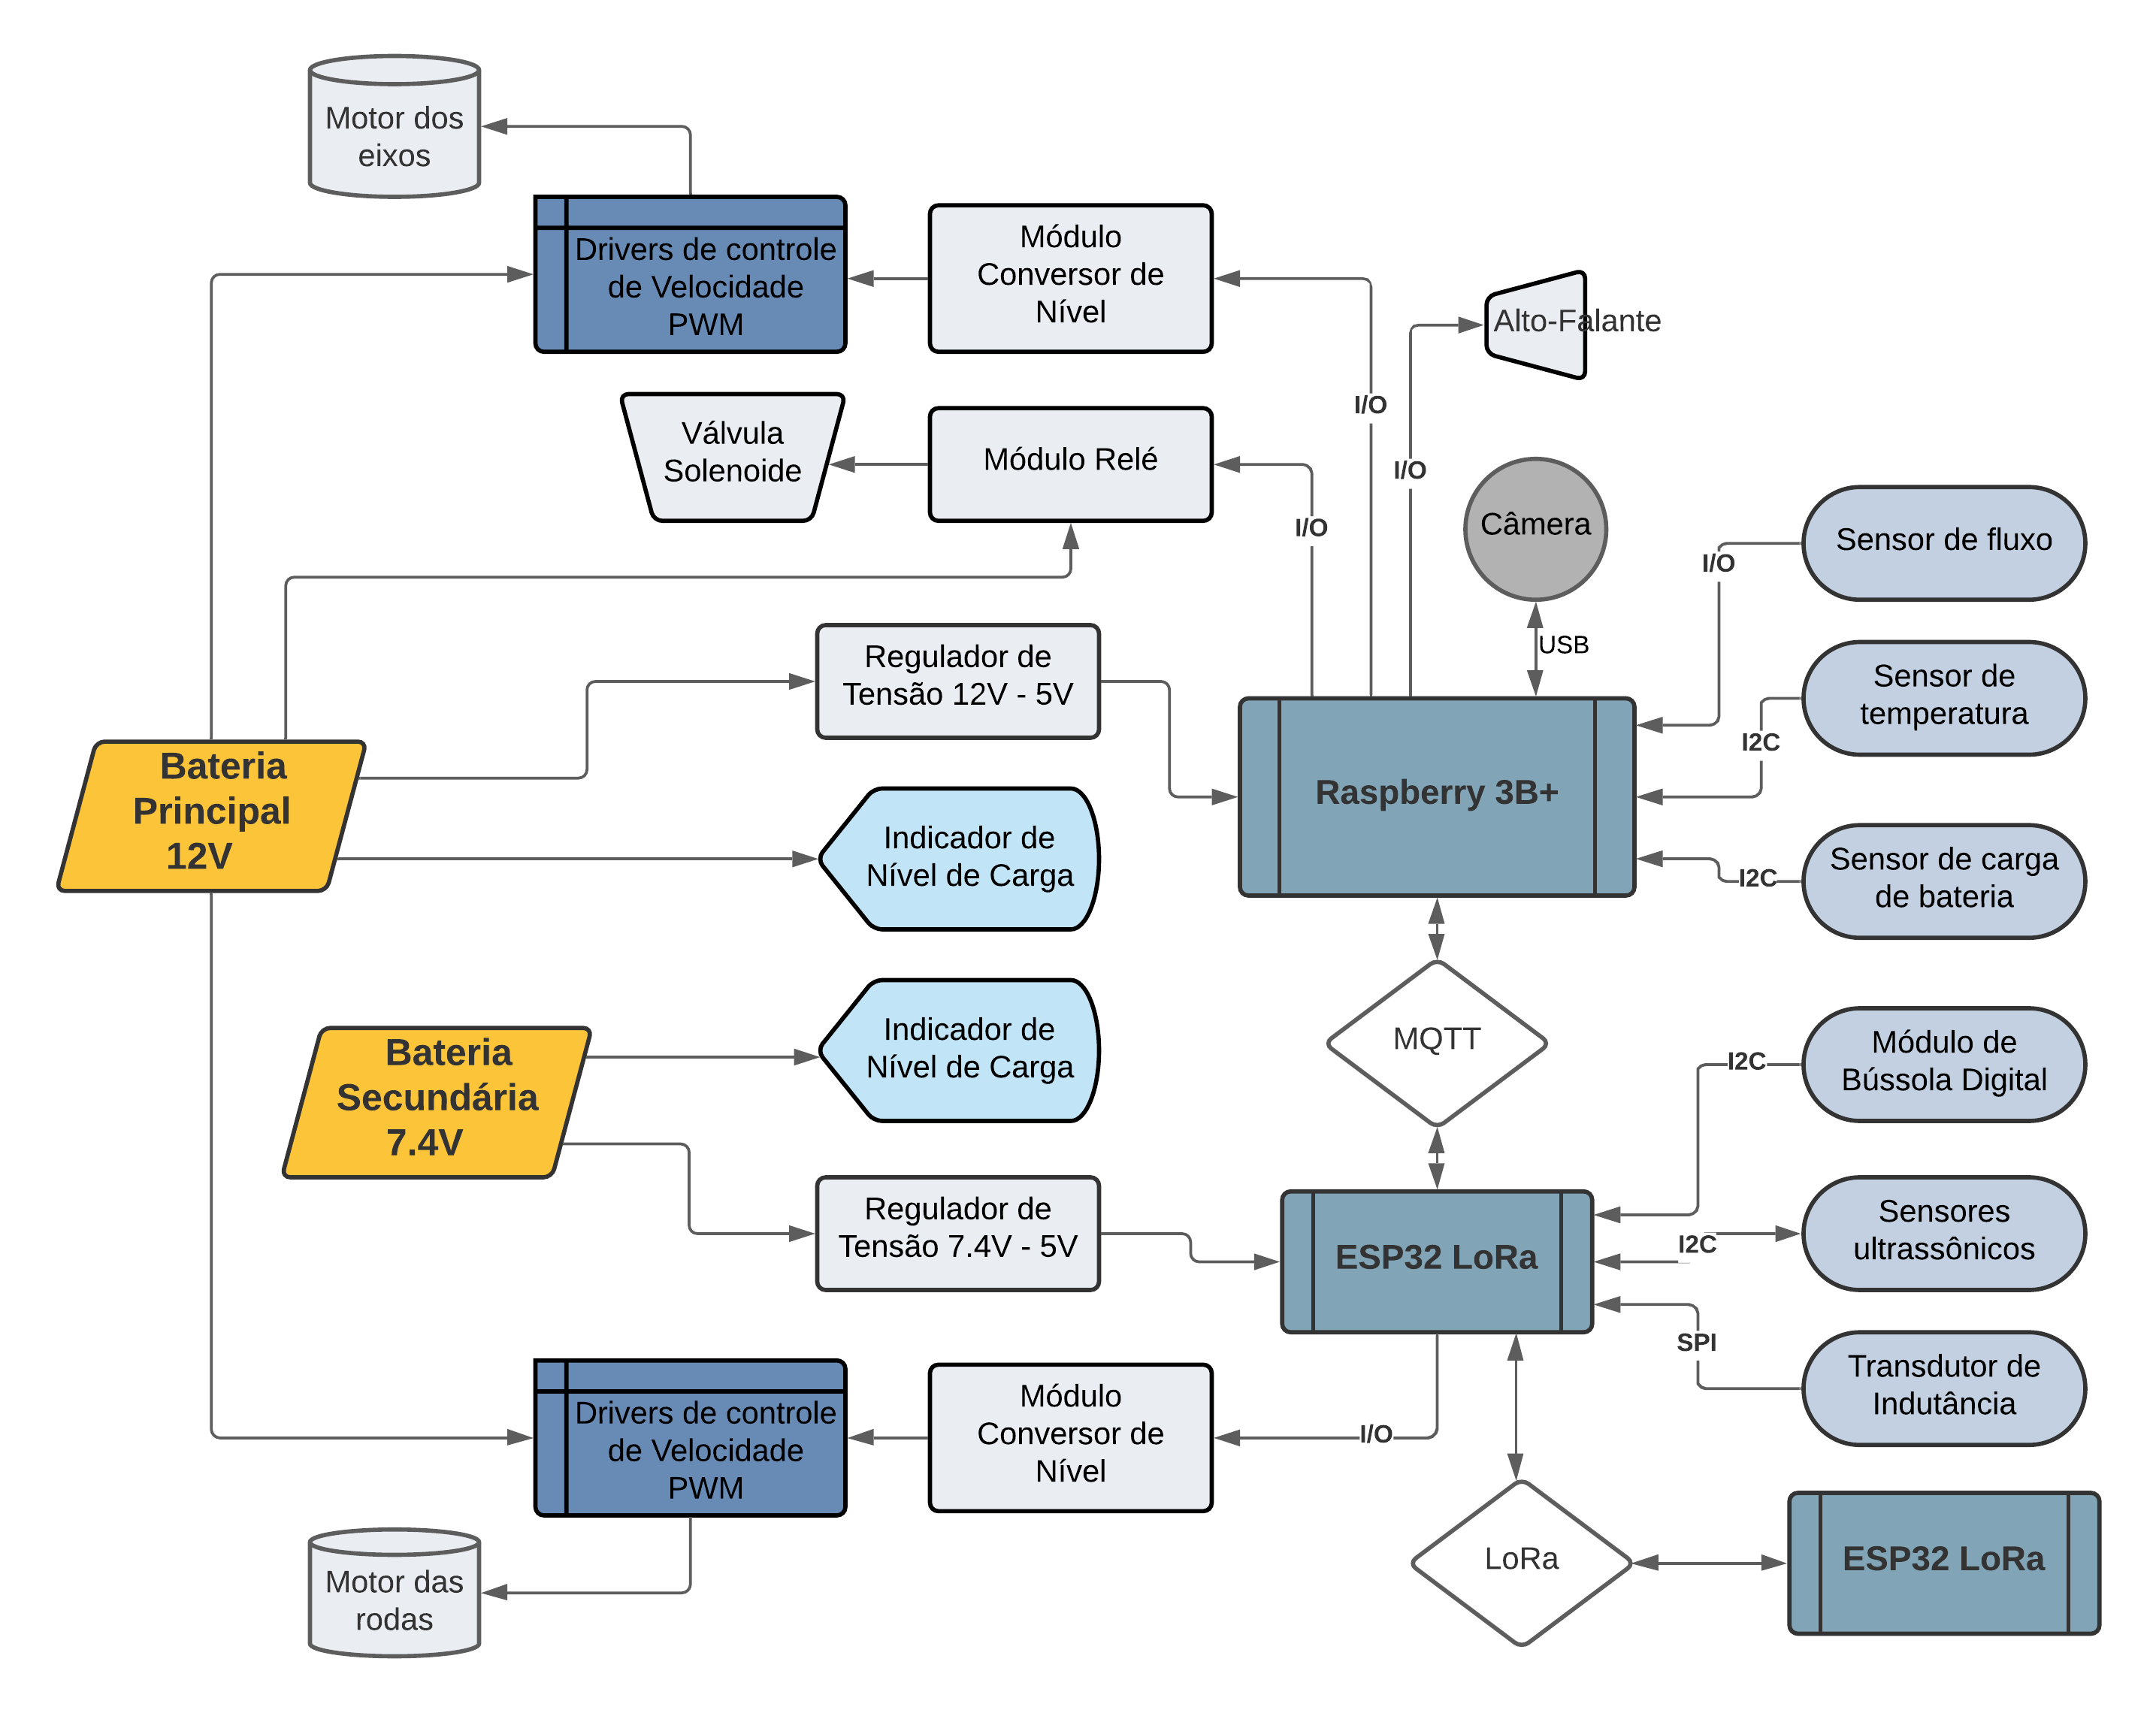 Motor dos
eixos
Drivers de controle
de Velocidade
PWM
Módulo
Conversor de
Nível
Alto-Falante
I/O
I/O
I/O
Válvula
Solenoide
Módulo Relé
Câmera
USB
Sensor de fluxo
I/O
Sensor de
temperatura
I2C
Regulador de
Tensão 12V - 5V
Raspberry 3B+
Bateria
Principal
12V
Indicador de
Nível de Carga
Sensor de carga
de bateria
I2C
Indicador de
Nível de Carga
MQTT
Bateria
Secundária
7.4V
Módulo de
Bússola Digital
I2C
Regulador de
Tensão 7.4V - 5V
ESP32 LoRa
Sensores
ultrassônicos
I2C
SPI
Transdutor de
Indutância
Drivers de controle
de Velocidade
PWM
Módulo
Conversor de
Nível
I/O
Motor das
rodas
LoRa
ESP32 LoRa